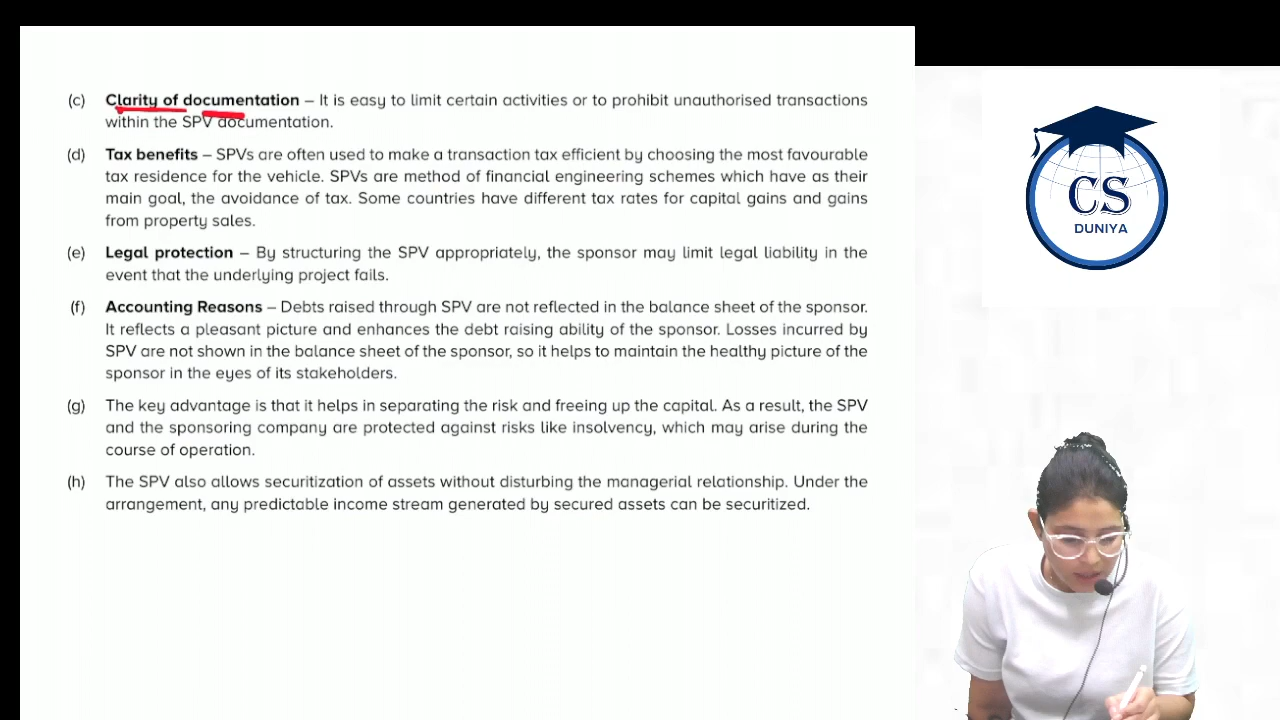 (c) Clarity of documentation – It is easy to limit certain activities or to prohibit unauthorised transactions
within the SPV documentation.
(d) Tax benefits – SPVs are often used to make a transaction tax efficient by choosing the most favourable
tax residence for the vehicle. SPVs are method of financial engineering schemes which have as their
main goal, the avoidance of tax. Some countries have different tax rates for capital gains and gains
from property sales.
(e) Legal protection – By structuring the SPV appropriately, the sponsor may limit legal liability in the
event that the underlying project fails.
(f) Accounting Reasons – Debts raised through SPV are not reflected in the balance sheet of the sponsor.
It reflects a pleasant picture and enhances the debt raising ability of the sponsor. Losses incurred by
SPV are not shown in the balance sheet of the sponsor, so it helps to maintain the healthy picture of the
sponsor in the eyes of its stakeholders.
(g) The key advantage is that it helps in separating the risk and freeing up the capital. As a result, the SPV
and the sponsoring company are protected against risks like insolvency, which may arise during the
course of operation.
(h) The SPV also allows securitization of assets without disturbing the managerial relationship. Under the
arrangement, any predictable income stream generated by secured assets can be securitized.
CS
DUNIYA